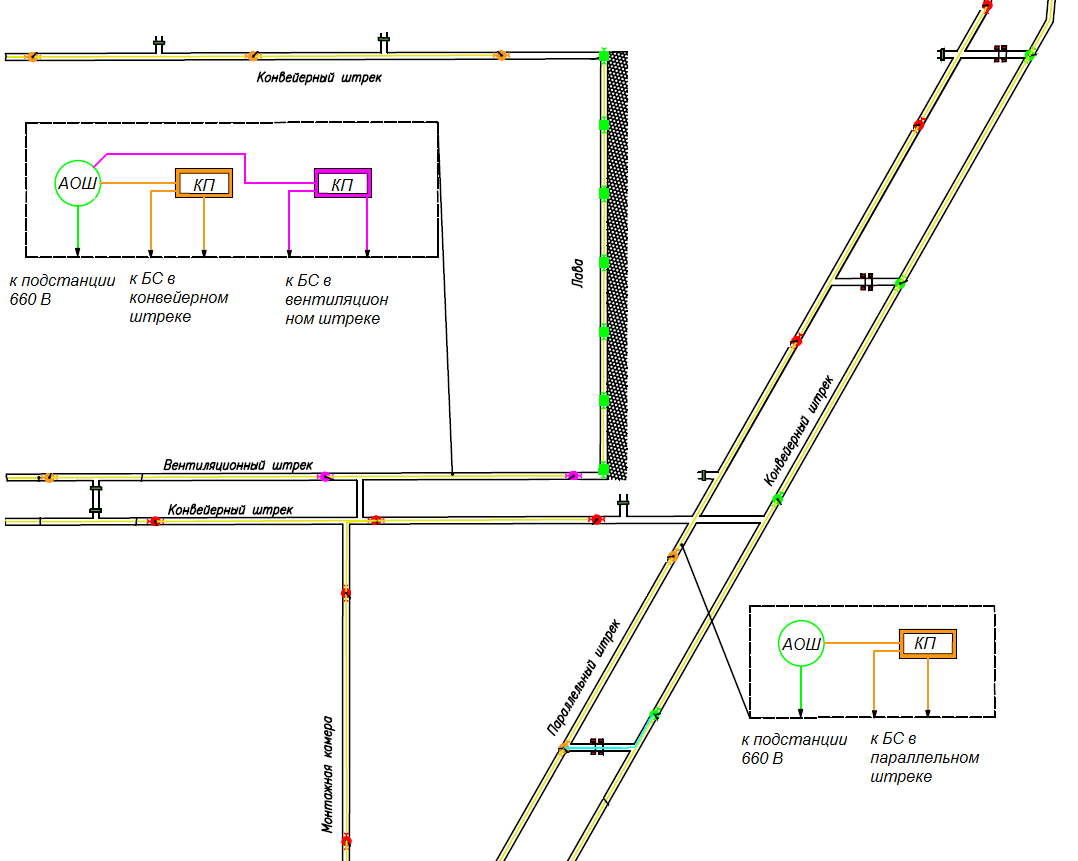 Конвейерный штрек
АОШ
КП
КП
к подстанции
660 В
к БС в
конвейерном
штреке
к БС в
вентиляцион
ном штреке
Лава
Конвейерный штрек
Вентиляционный штрек
Конвейерный штрек
Параллельный штрек
Монтажная камера
АОШ
КП
к подстанции
660 В
к БС в
параллельном
штреке